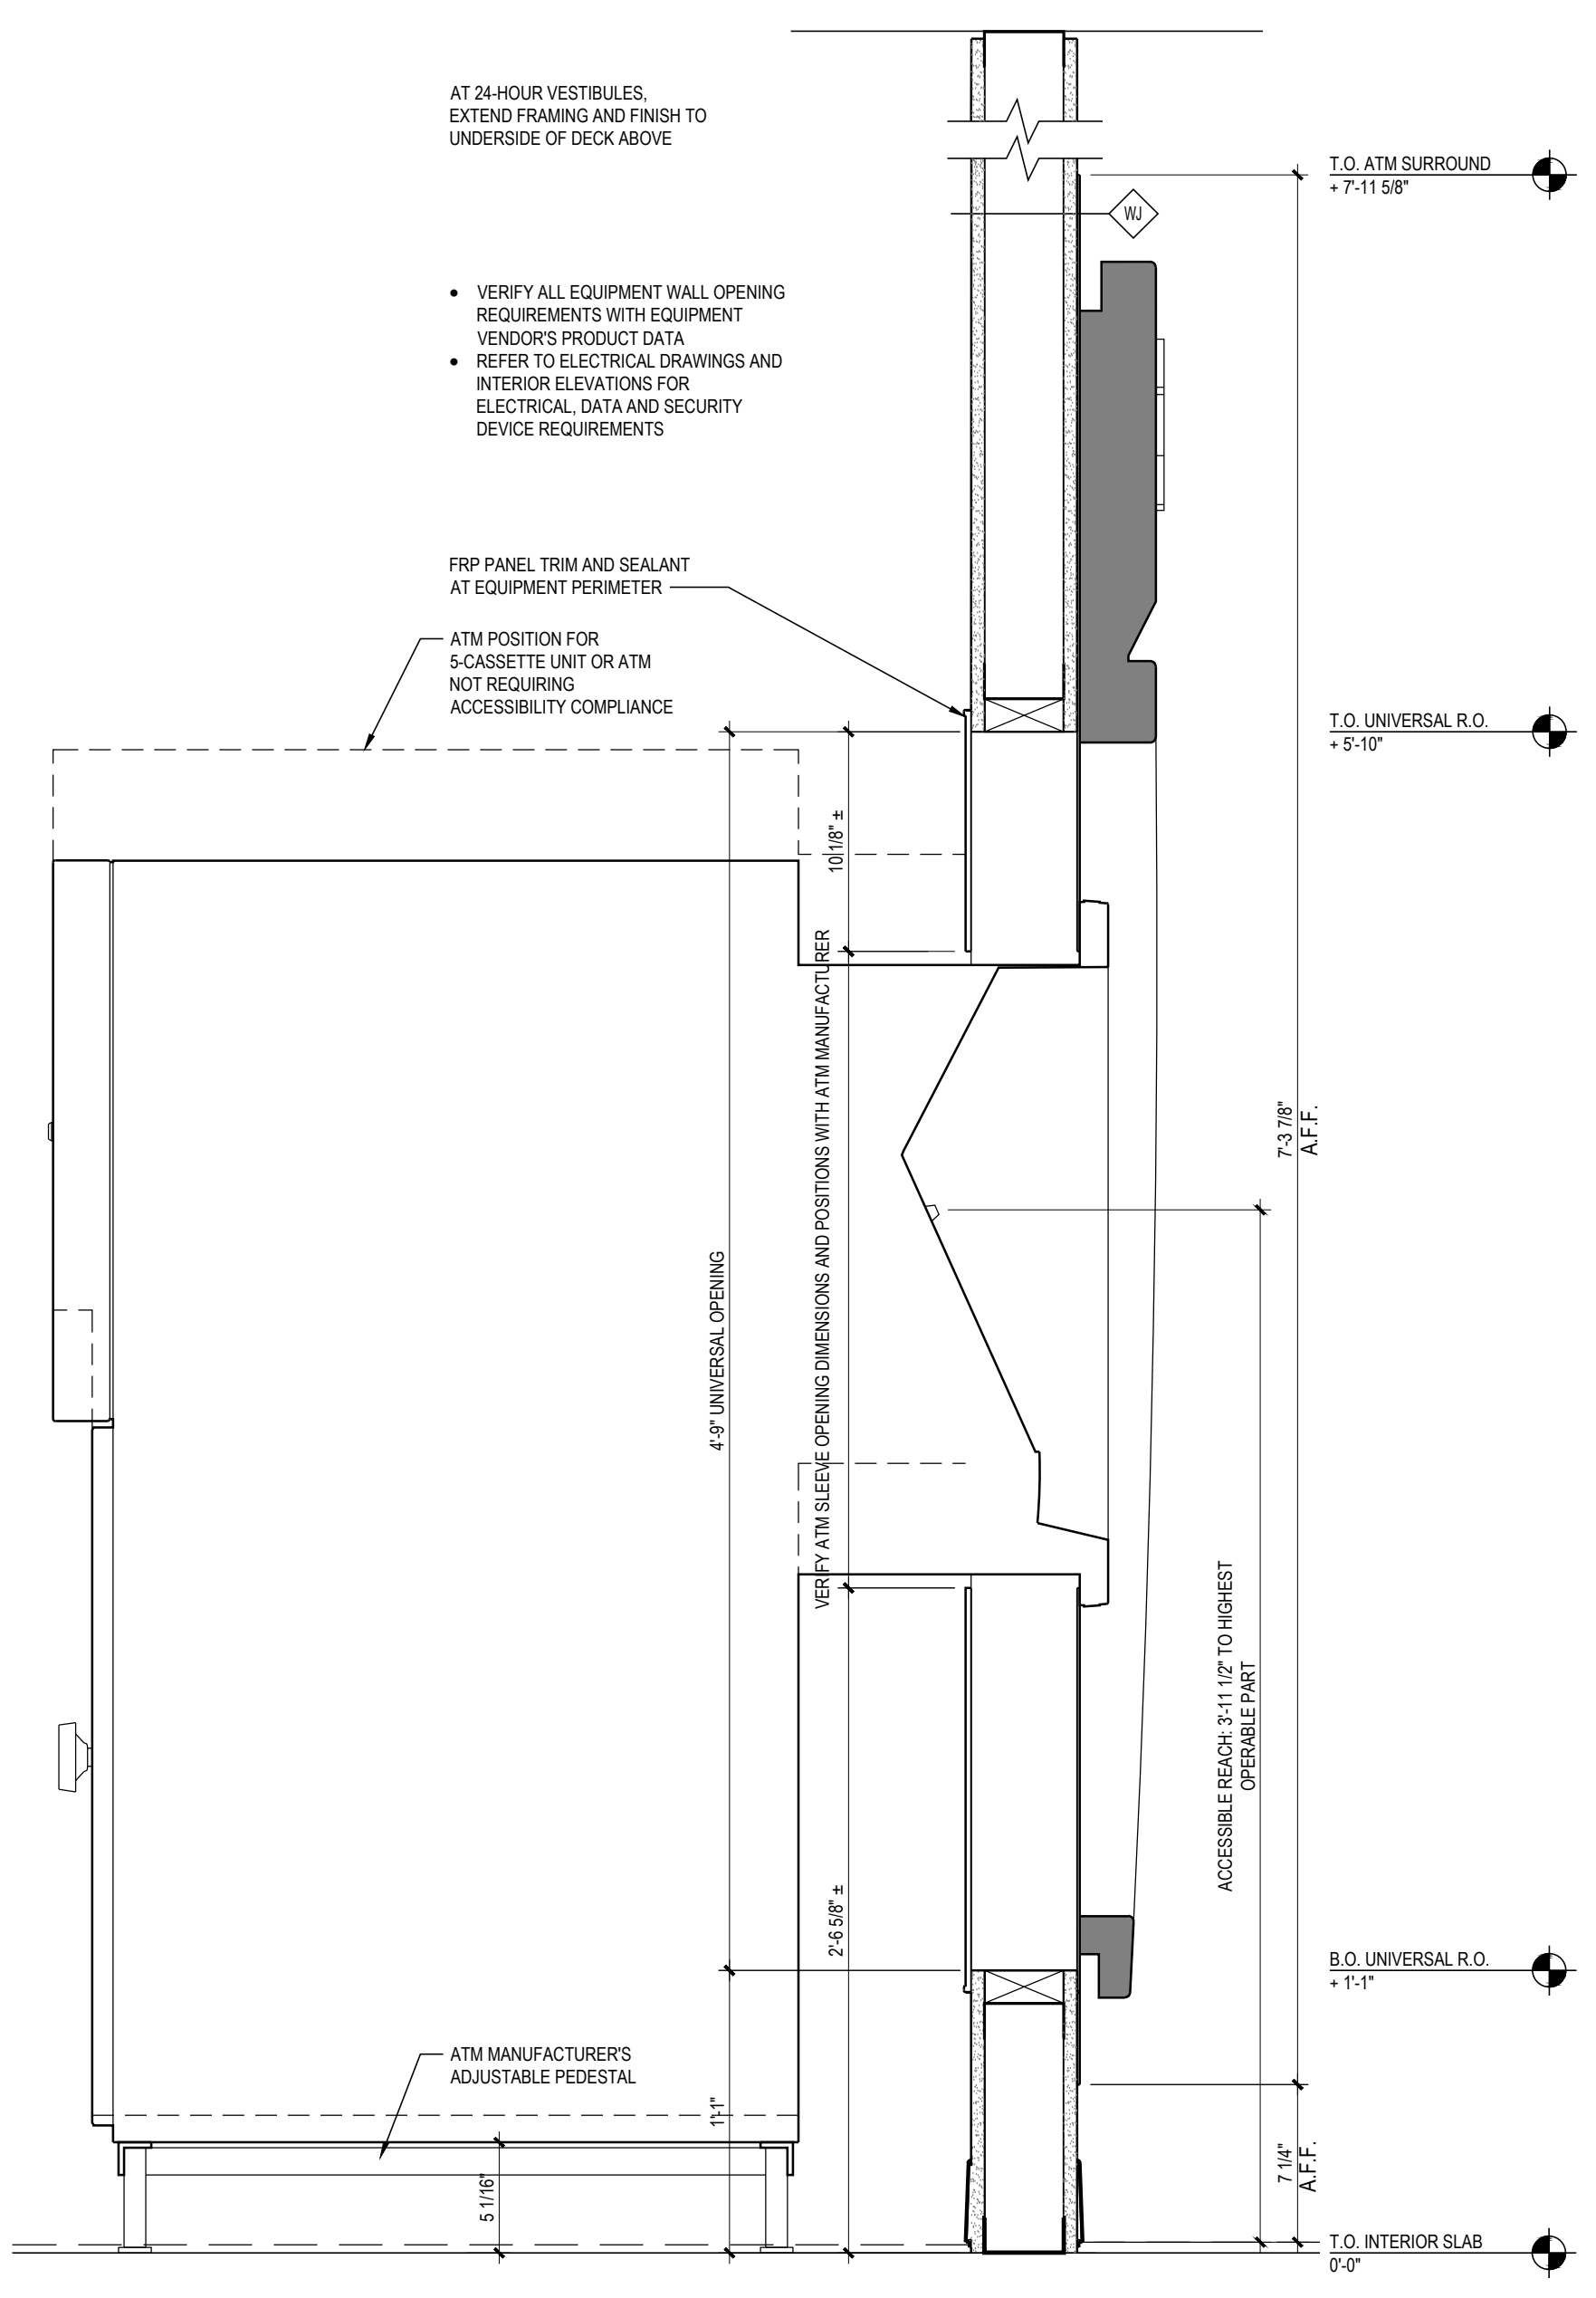 AT 24-HOUR VESTIBULES,
EXTEND FRAMING AND FINISH TO
UNDERSIDE OF DECK ABOVE
T.O. ATM SURROUND
+ 7'-11 5/8"
WJ
• VERIFY ALL EQUIPMENT WALL OPENING
REQUIREMENTS WITH EQUIPMENT
VENDOR'S PRODUCT DATA
• REFER TO ELECTRICAL DRAWINGS AND
INTERIOR ELEVATIONS FOR
ELECTRICAL, DATA AND SECURITY
DEVICE REQUIREMENTS
FRP PANEL TRIM AND SEALANT
AT EQUIPMENT PERIMETER
ATM POSITION FOR
5-CASSETTE UNIT OR ATM
NOT REQUIRING
ACCESSIBILITY COMPLIANCE
T.O. UNIVERSAL R.O.
+ 5'-10"
10 1/8" ±
VERIFY ATM SLEEVE OPENING DIMENSIONS AND POSITIONS WITH ATM MANUFACTURER
4'-9" UNIVERSAL OPENING
7'-3 7/8"
A.F.F.
ACCESSIBLE REACH: 3'-11 1/2" TO HIGHEST
OPERABLE PART
2'-6 5/8" ±
B.O. UNIVERSAL R.O.
+ 1'-1"
ATM MANUFACTURER'S
ADJUSTABLE PEDESTAL
1'-1"
5 1/16"
7 1/4"
A.F.F.
T.O. INTERIOR SLAB
0'-0"